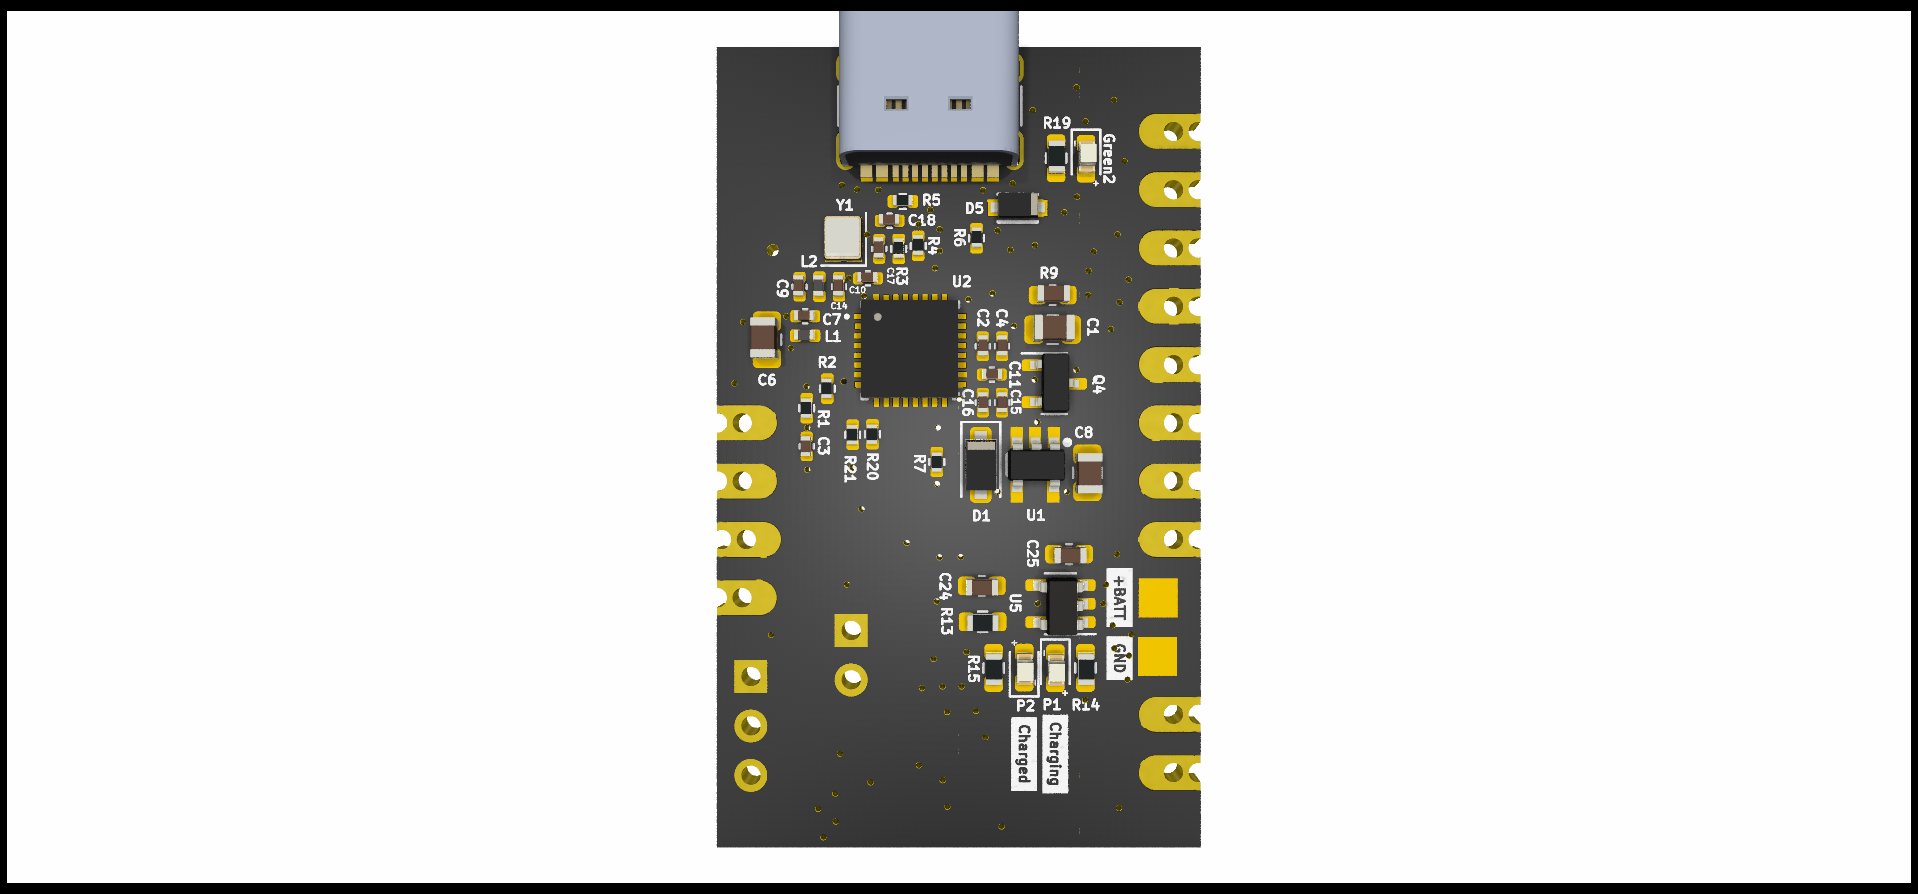 R19
Green2
R5
Y1
C18
D5
R4
R6
L2
C17
R3
U2
R9
C9
C10
C14
C7
L1
C2
C4
C1
R2
C6
C11
Q4
C16
C15
R1
C3
C8
R21
R20
R7
D1
U1
C25
C24
U5
+BATT
R13
GND
R15
P2
P1
R14
Charged
Charging